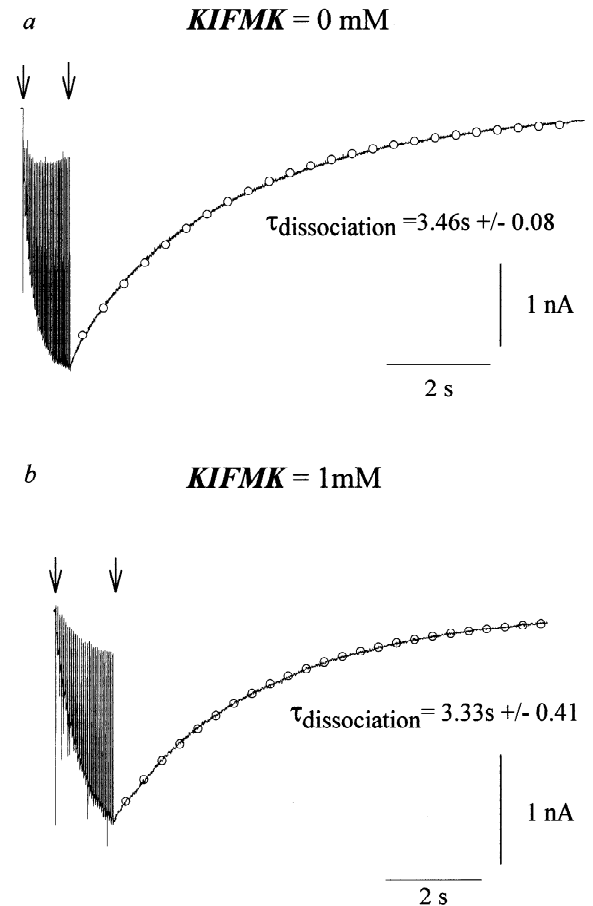 a
KIFMK = 0 mM
τdissociation =3.46s +/- 0.08
1 nA
2 s
b
KIFMK = 1mM
τdissociation= 3.33s +/- 0.41
1 nA
2 s